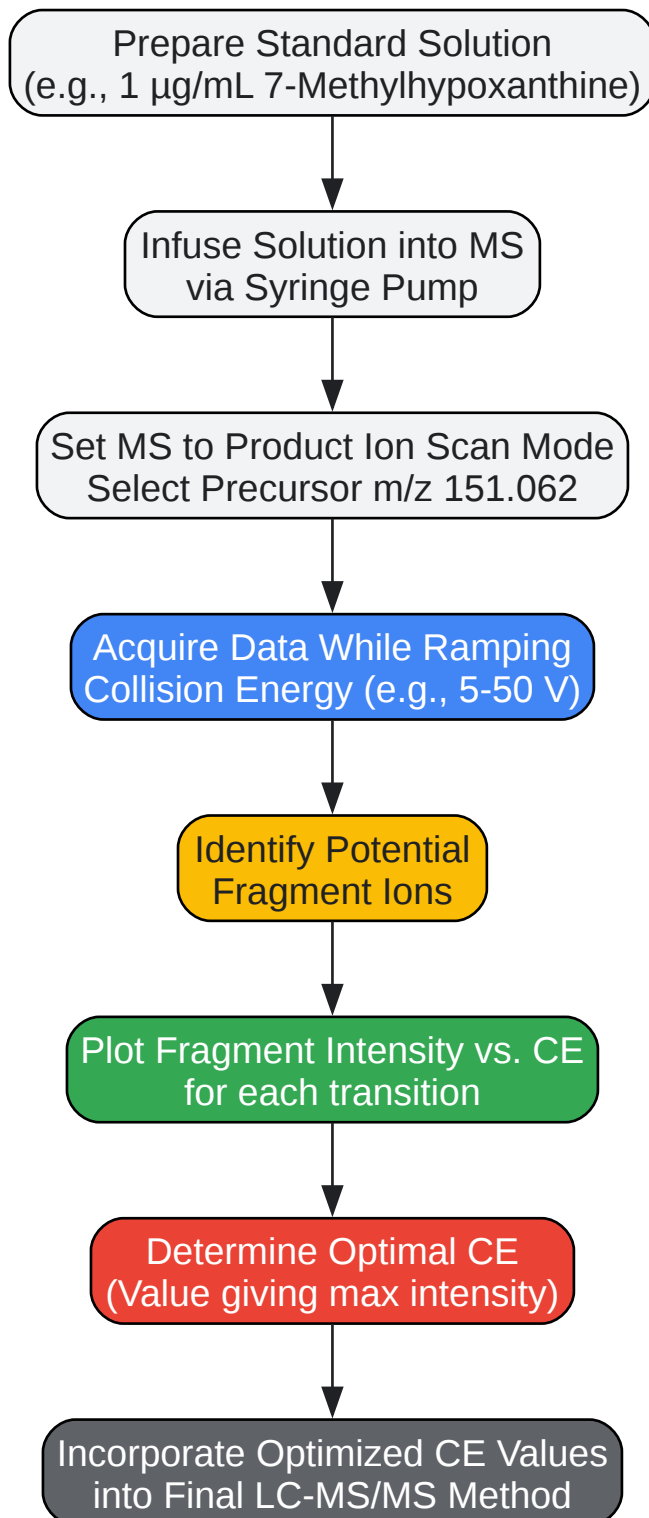 Prepare Standard Solution
(e.g., 1 µg/mL 7-Methylhypoxanthine)
Infuse Solution into MS
via Syringe Pump
Set MS to Product Ion Scan Mode
Select Precursor m/z 151.062
Acquire Data While Ramping
Collision Energy (e.g., 5-50 V)
Identify Potential
Fragment Ions
Plot Fragment Intensity vs. CE
for each transition
Determine Optimal CE
(Value giving max intensity)
Incorporate Optimized CE Values
into Final LC-MS/MS Method